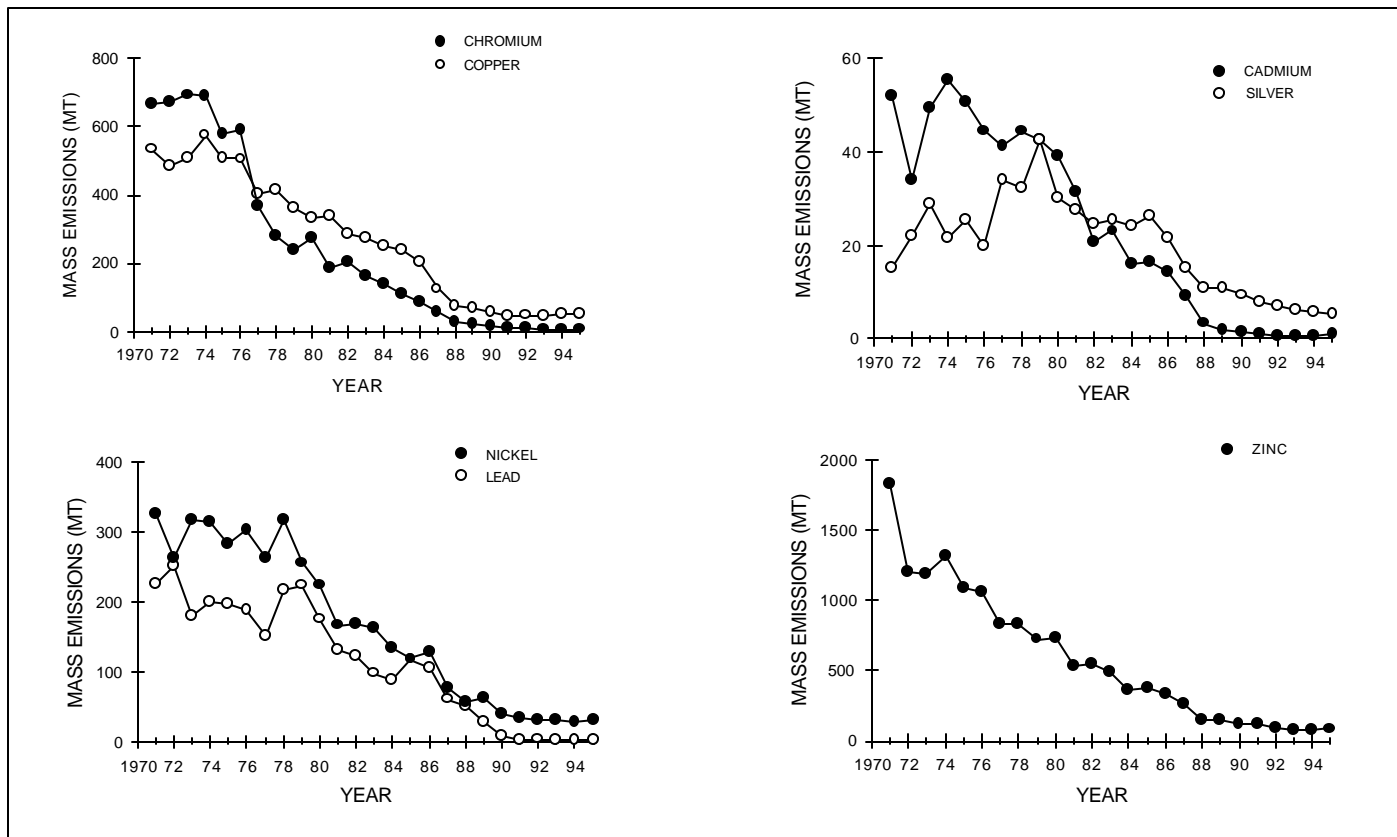 CHROMIUM
COPPER
MASS EMISSIONS (MT)
800
600
400
200
0
1970 72 74 76 78 80 82 84 86 88 90 92 94
YEAR
CADMIUM
SILVER
MASS EMISSIONS (MT)
60
40
20
0
1970 72 74 76 78 80 82 84 86 88 90 92 94
YEAR
NICKEL
LEAD
MASS EMISSIONS (MT)
400
300
200
100
0
1970 72 74 76 78 80 82 84 86 88 90 92 94
YEAR
ZINC
MASS EMISSIONS (MT)
2000
1500
1000
500
0
1970 72 74 76 78 80 82 84 86 88 90 92 94
YEAR